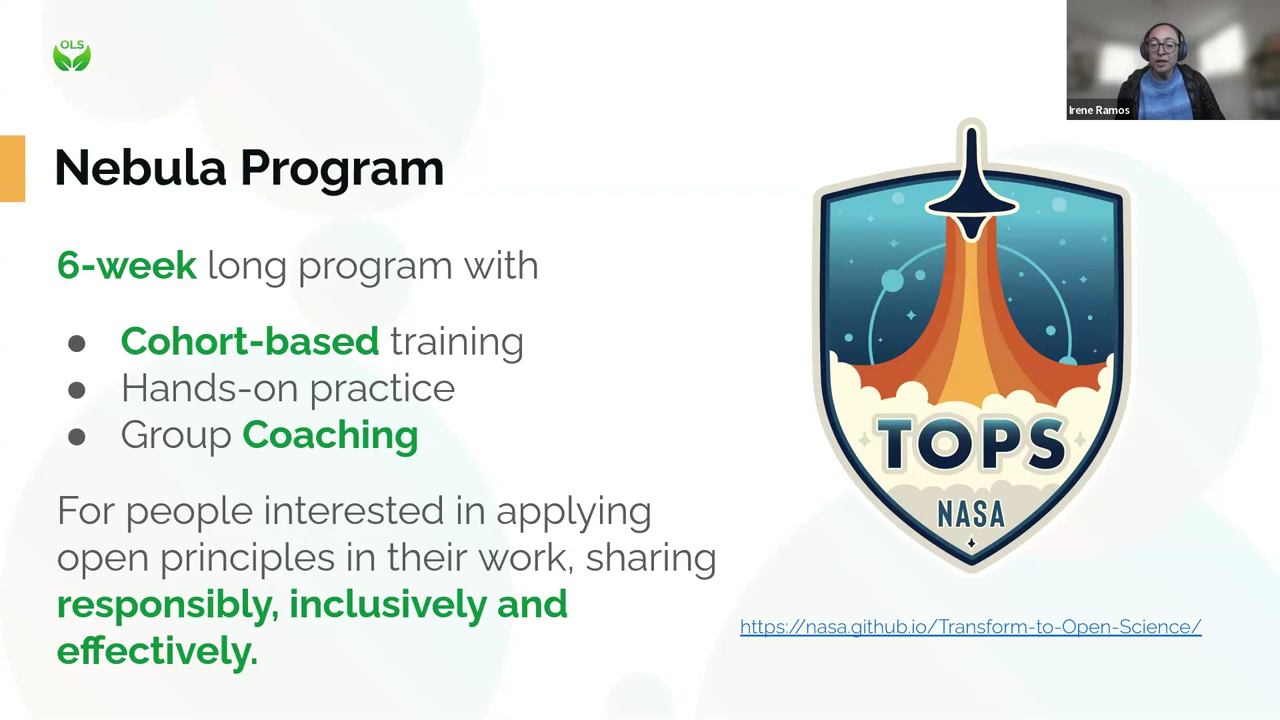 OLS
Irene Ramos
Nebula Program
6-week long program with
● Cohort-based training
● Hands-on practice
● Group Coaching
For people interested in applying
open principles in their work, sharing
responsibly, inclusively and
effectively.
TOPS
NASA
https://nasa.github.io/Transform-to-Open-Science/